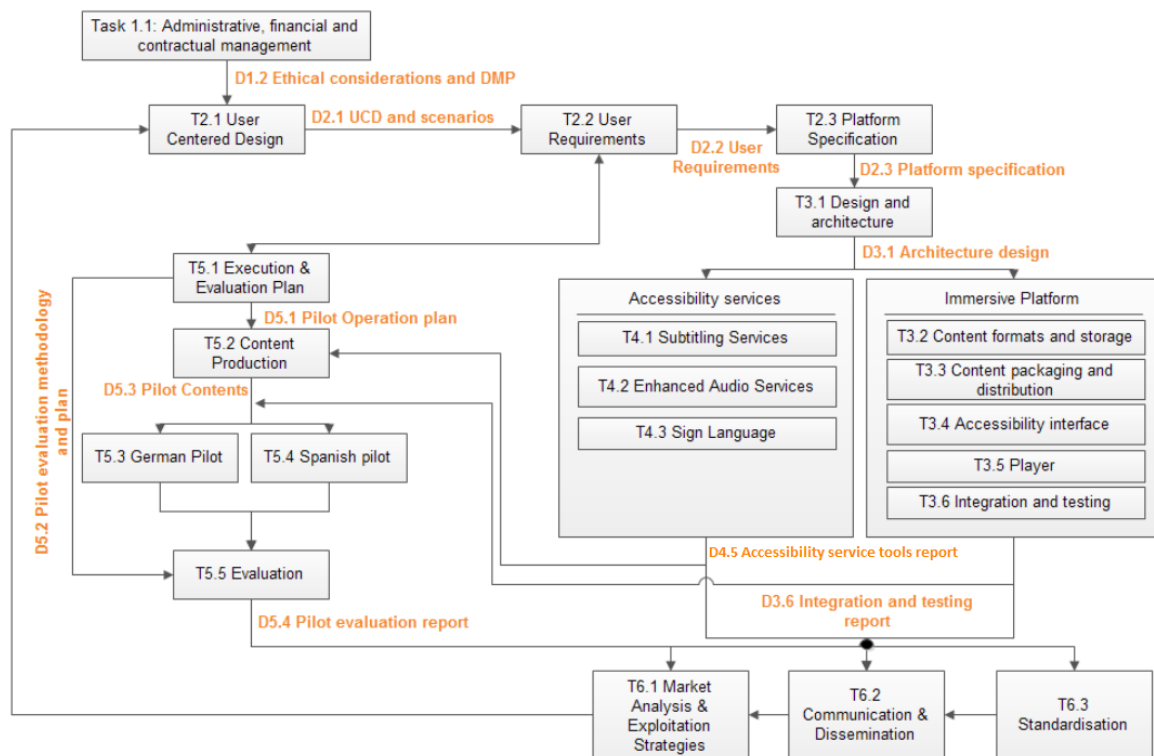 Task 1.1: Administrative, financial and
contractual management
D1.2 Ethical considerations and DMP
T2.1 User
Centered Design
D2.1 UCD and scenarios
T2.2 User
Requirements
D2.2 User
Requirements
T2.3 Platform
Specification
D2.3 Platform specification
T3.1 Design and
architecture
D3.1 Architecture design
T5.1 Execution &
Evaluation Plan
D5.1 Pilot Operation plan
T5.2 Content
Production
D5.3 Pilot Contents
D5.2 Pilot evaluation methodology
and plan
T5.3 German Pilot
T5.4 Spanish pilot
T5.5 Evaluation
D5.4 Pilot evaluation report
Accessibility services
T4.1 Subtitling Services
T4.2 Enhanced Audio Services
T4.3 Sign Language
Immersive Platform
T3.2 Content formats and storage
T3.3 Content packaging and
distribution
T3.4 Accessibility interface
T3.5 Player
T3.6 Integration and testing
D4.5 Accessibility service tools report
D3.6 Integration and testing
report
T6.1 Market
Analysis &
Exploitation
Strategies
T6.2
Communication &
Dissemination
T6.3
Standardisation